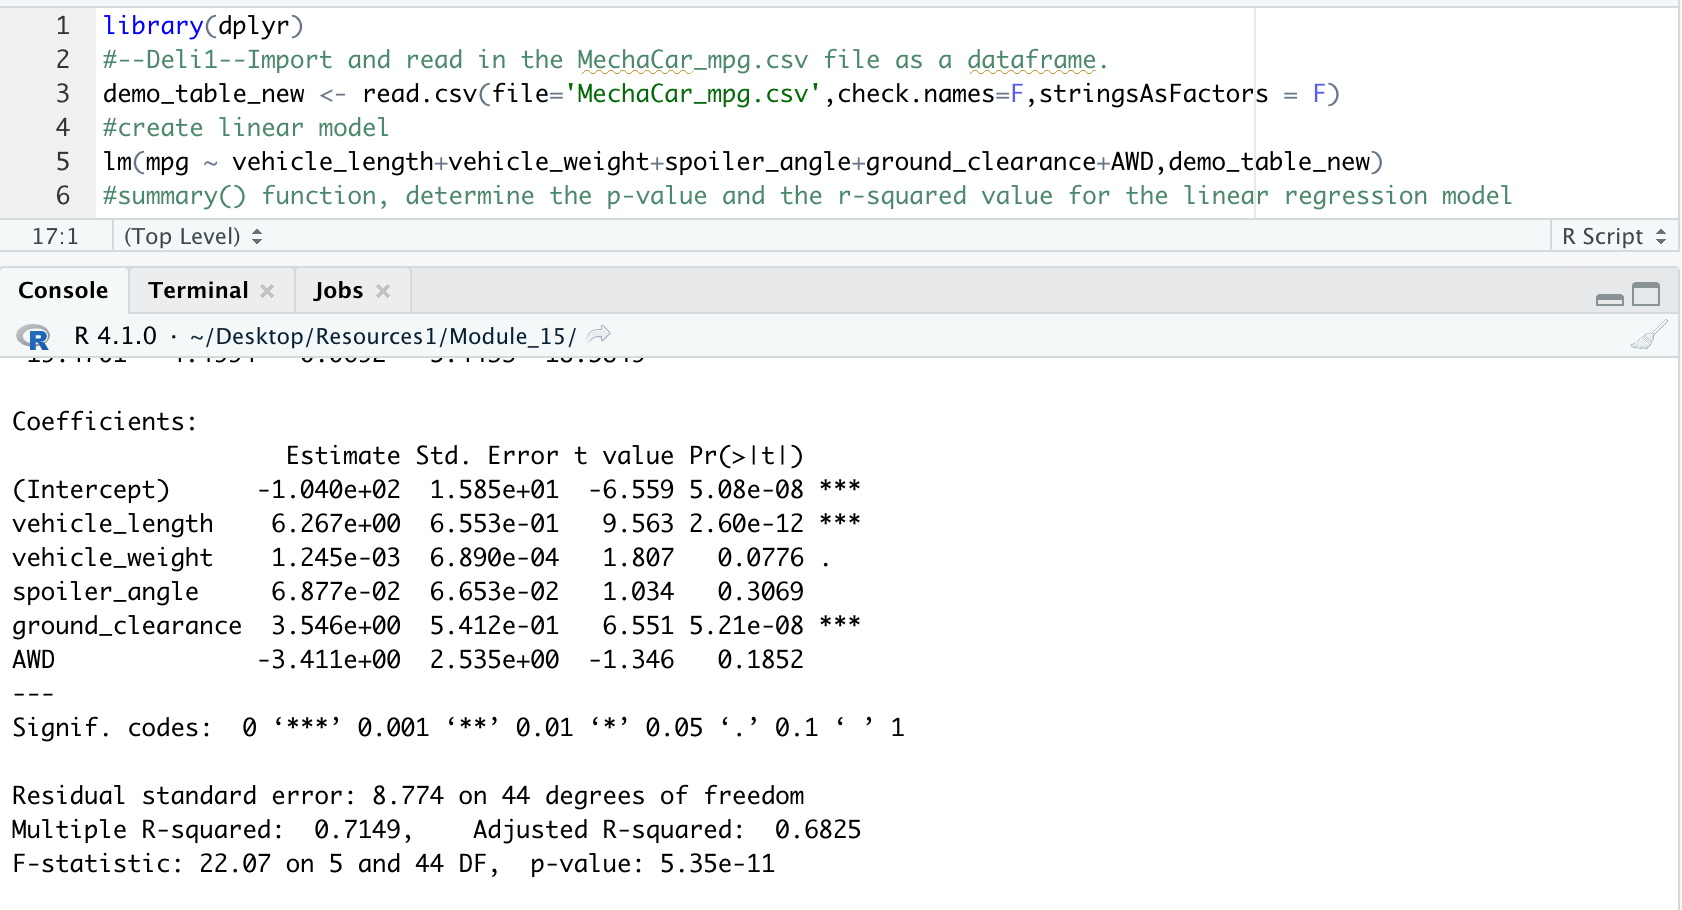 1 library(dplyr)
2 #--Deli1--Import and read in the MechaCar_mpg.csv file as a dataframe.
3 demo_table_new <- read.csv(file='MechaCar_mpg.csv',check.names=F,stringsAsFactors = F)
4 #create linear model
5 lm(mpg ~ vehicle_length+vehicle_weight+spoiler_angle+ground_clearance+AWD,demo_table_new)
6 #summary() function, determine the p-value and the r-squared value for the linear regression model
17:1 (Top Level) R Script
Console Terminal Jobs
R R 4.1.0 · ~/Desktop/Resources1/Module_15/
Coefficients:
Estimate Std. Error t value Pr(>|t|)
(Intercept) -1.040e+02 1.585e+01 -6.559 5.08e-08 ***
vehicle_length 6.267e+00 6.553e-01 9.563 2.60e-12 ***
vehicle_weight 1.245e-03 6.890e-04 1.807 0.0776 .
spoiler_angle 6.877e-02 6.653e-02 1.034 0.3069
ground_clearance 3.546e+00 5.412e-01 6.551 5.21e-08 ***
AWD -3.411e+00 2.535e+00 -1.346 0.1852
---
Signif. codes: 0 ‘***’ 0.001 ‘**’ 0.01 ‘*’ 0.05 ‘.’ 0.1 ‘ ’ 1
Residual standard error: 8.774 on 44 degrees of freedom
Multiple R-squared: 0.7149, Adjusted R-squared: 0.6825
F-statistic: 22.07 on 5 and 44 DF, p-value: 5.35e-11